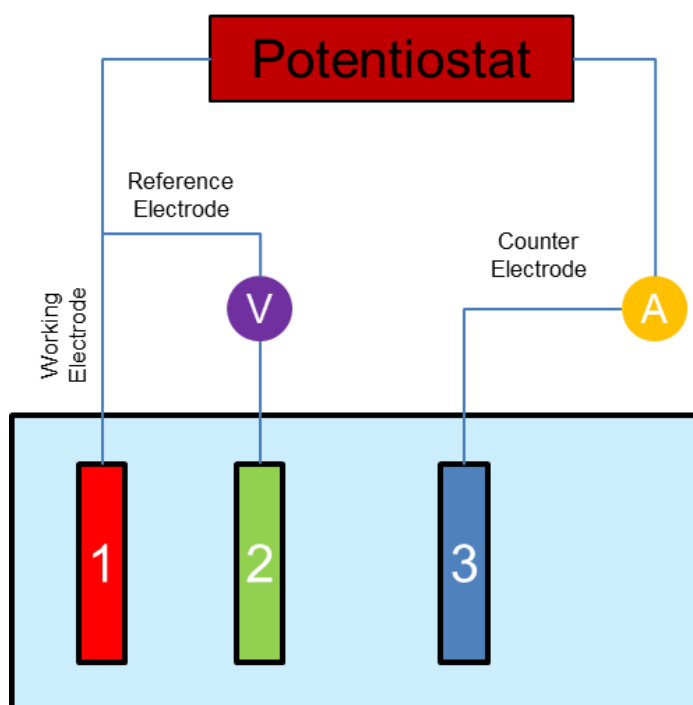 Potentiostat
Reference
Electrode
Counter
Electrode
V
A
Working
Electrode
1
2
3